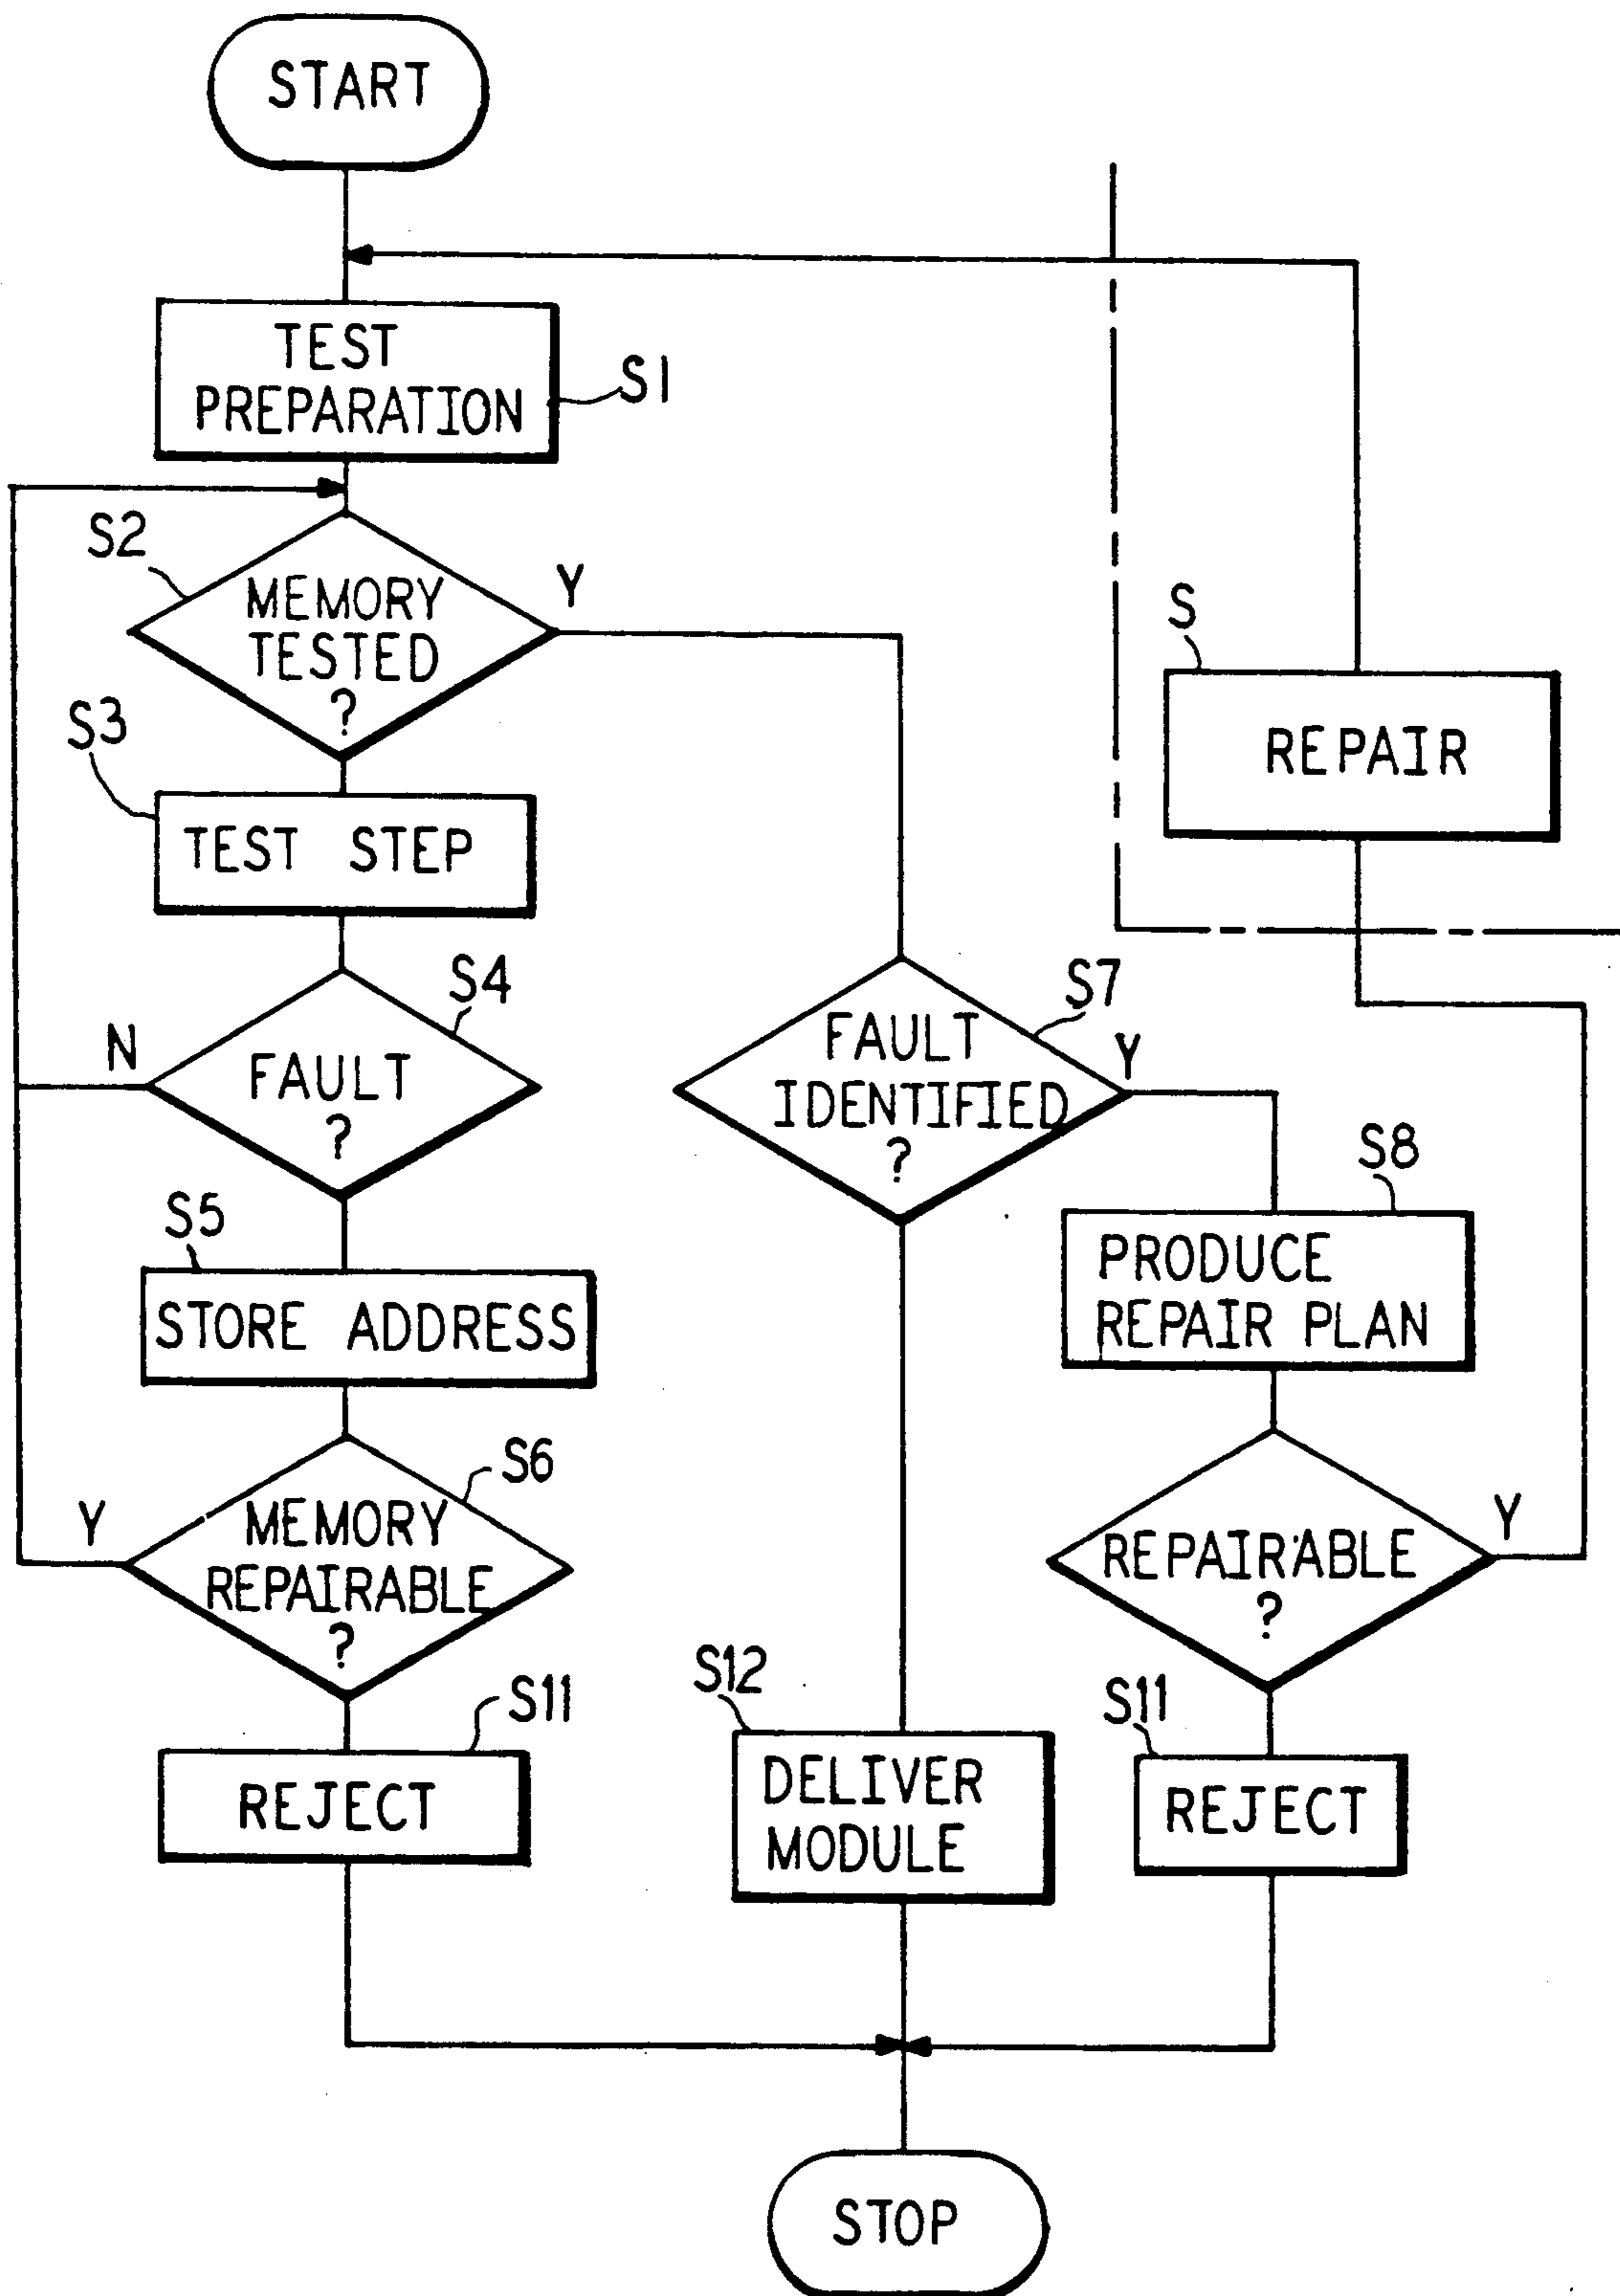 START
TEST
PREPARATION
S1
S2
MEMORY
TESTED
?
Y
S3
TEST STEP
S
REPAIR
S4
N
FAULT
?
S7
FAULT
IDENTIFIED
?
Y
S5
STORE ADDRESS
S8
PRODUCE
REPAIR PLAN
S6
Y
MEMORY
REPAIRABLE
?
REPAIRABLE
?
Y
S11
REJECT
S12
DELIVER
MODULE
S11
REJECT
STOP